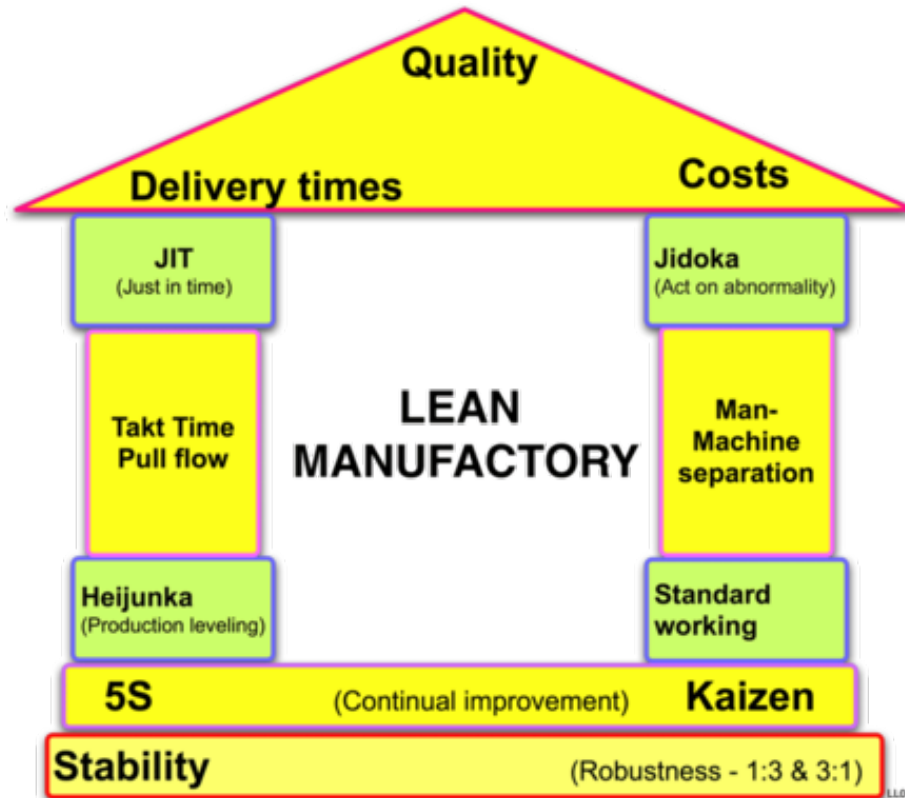 Quality
Delivery times
Costs
JIT
(Just in time)
Jidoka
(Act on abnormality)
LEAN
MANUFACTORY
Takt Time
Pull flow
Man-
Machine
separation
Heijunka
(Production leveling)
Standard
working
5S (Continual improvement) Kaizen
Stability (Robustness - 1:3 & 3:1)